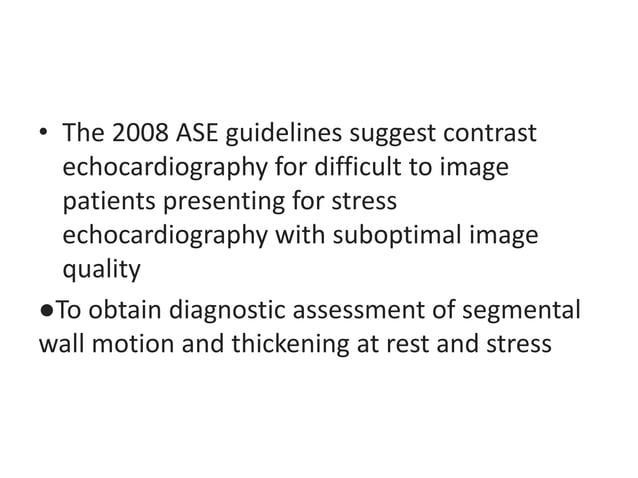 • The 2008 ASE guidelines suggest contrast
echocardiography for difficult to image
patients presenting for stress
echocardiography with suboptimal image
quality
●To obtain diagnostic assessment of segmental
wall motion and thickening at rest and stress